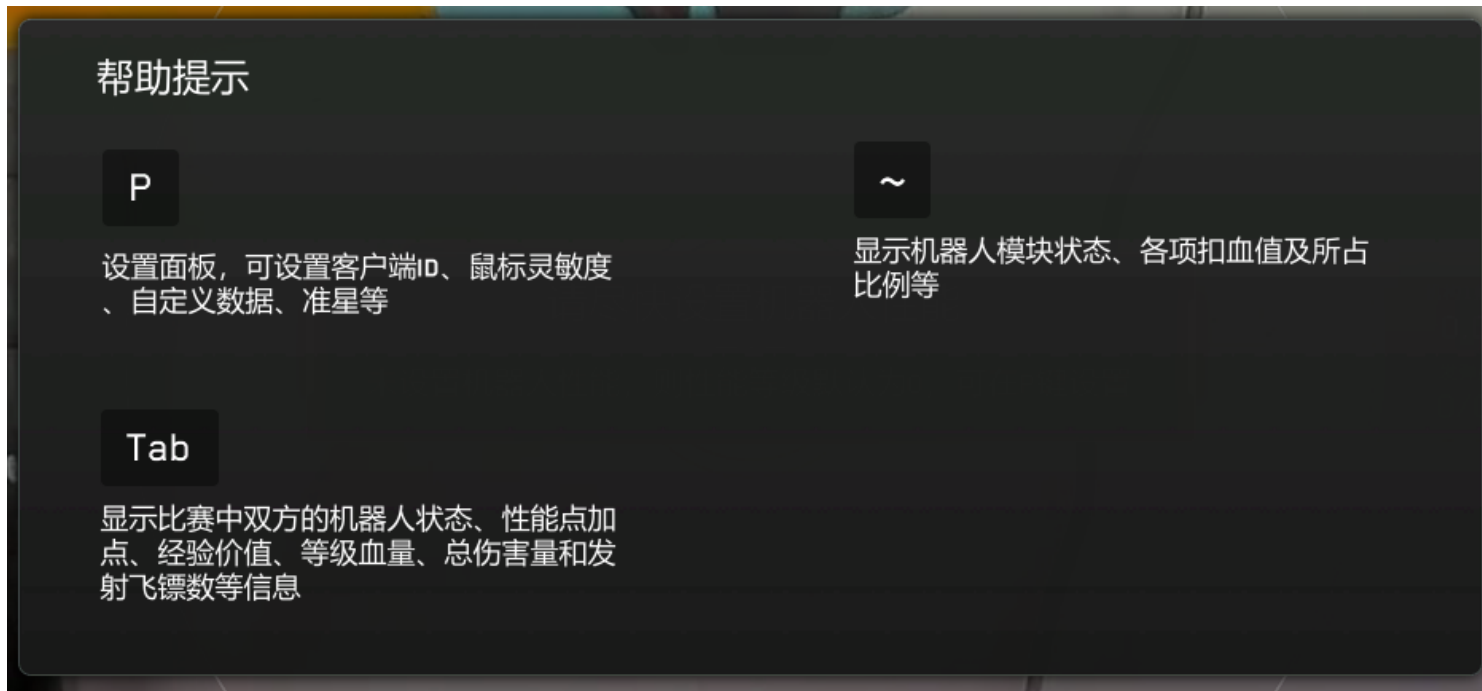 帮助提示
P
设置面板，可设置客户端ID、鼠标灵敏度
、自定义数据、准星等
~
显示机器人模块状态、各项扣血值及所占
比例等
Tab
显示比赛中双方的机器人状态、性能点加
点、经验价值、等级血量、总伤害量和发
射飞镖数等信息